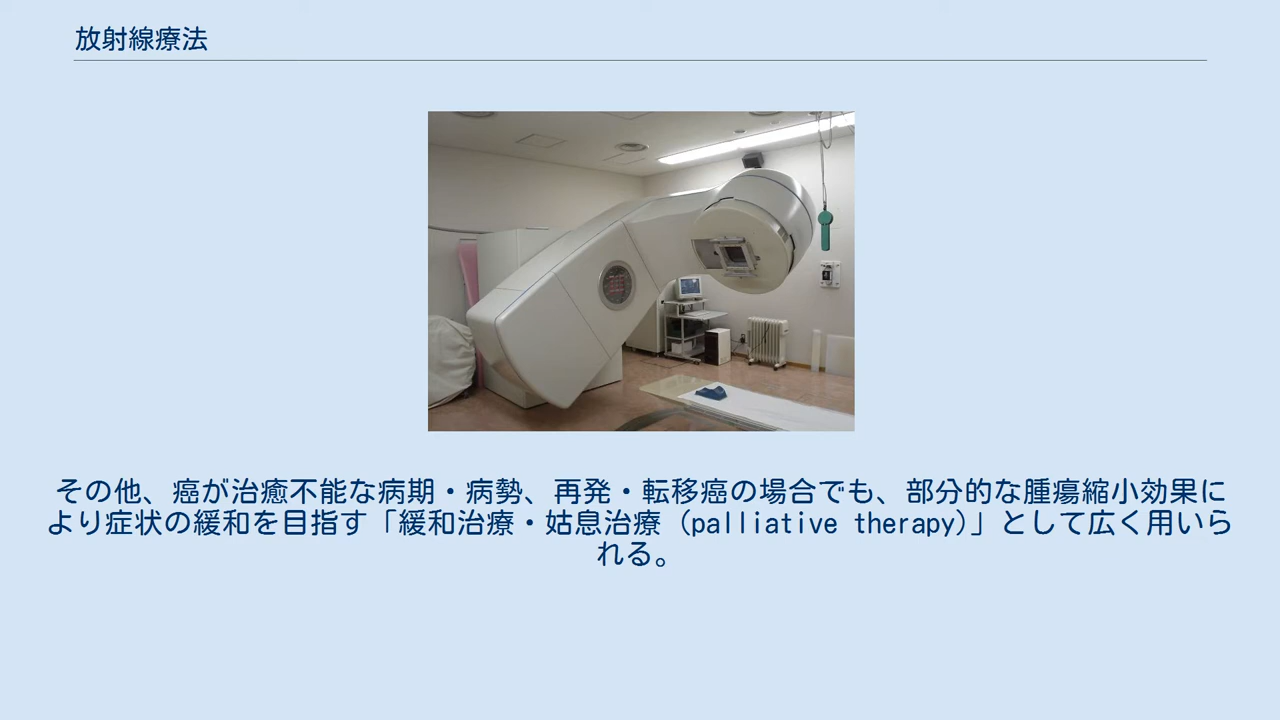 放射線療法
その他、癌が治癒不能な病期・病勢、再発・転移癌の場合でも、部分的な腫瘍縮小効果に
より症状の緩和を目指す「緩和治療・姑息治療 (palliative therapy)」として広く用いら
れる。